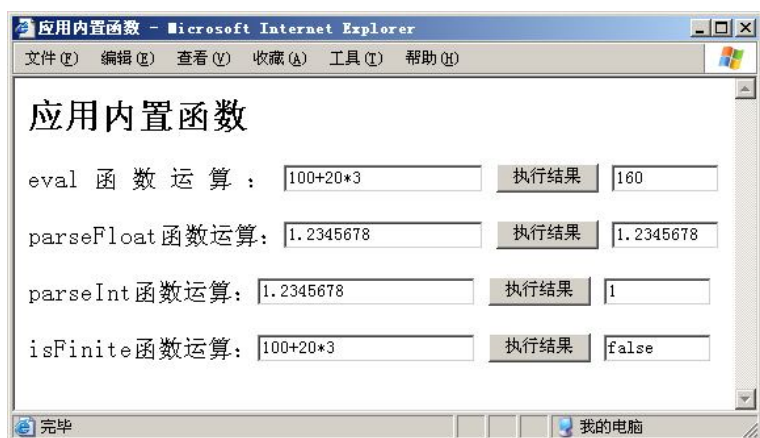 应用内置函数 - Microsoft Internet Explorer
文件(F) 编辑(E) 查看(V) 收藏(A) 工具(T) 帮助(H)
应用内置函数
eval 函 数 运 算 ： 100+20*3 执行结果 160
parseFloat函数运算： 1.2345678 执行结果 1.2345678
parseInt函数运算： 1.2345678 执行结果 1
isFinite函数运算： 100+20*3 执行结果 false
完毕 我的电脑